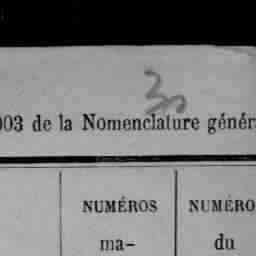 30
003 de la Nomenclature génér
NUMÉROS NUMÉRO
ma- du